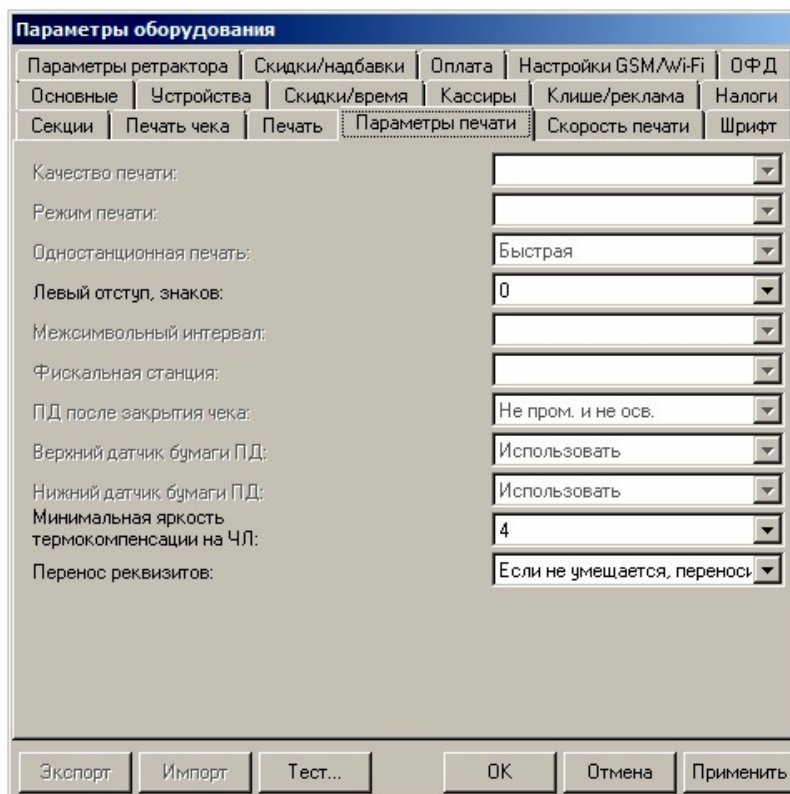 Параметры оборудования
Параметры ретрактора Скидки/надбавки Оплата Настройки GSM/Wi-Fi ОФД
Основные Устройства Скидки/время Кассиры Клише/реклама Налоги
Секции Печать чека Печать Параметры печати Скорость печати Шрифт
Качество печати:
Режим печати:
Одностанционная печать: Быстрая
Левый отступ, знаков: 0
Межсимвольный интервал:
Фискальная станция:
ПД после закрытия чека: Не пром. и не осв.
Верхний датчик бумаги ПД: Использовать
Нижний датчик бумаги ПД: Использовать
Минимальная яркость
термокомпенсации на ЧЛ: 4
Перенос реквизитов: Если не умещается, переноси
Экспорт Импорт Тест... OK Отмена Применить